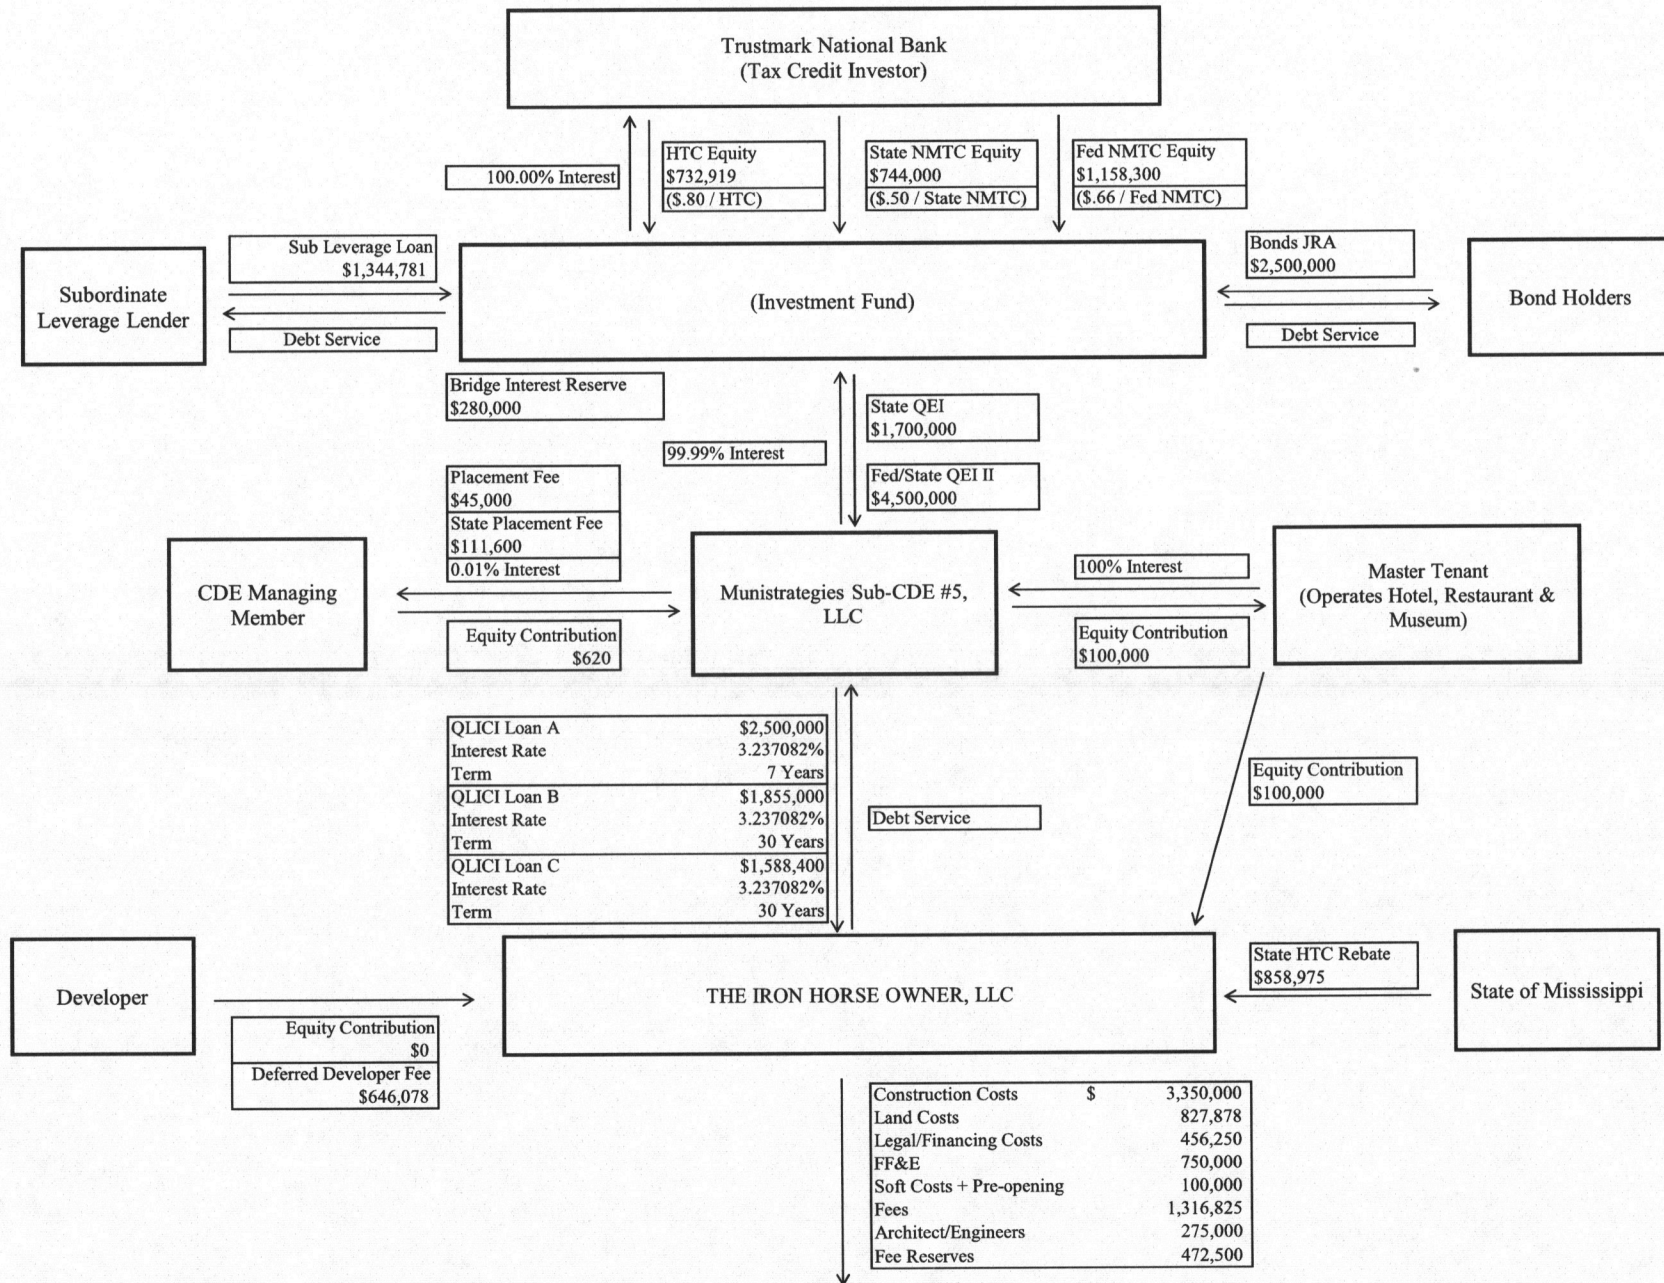 Trustmark National Bank
(Tax Credit Investor)
100.00% Interest
HTC Equity
$732,919
($.80 / HTC)
State NMTC Equity
$744,000
($.50 / State NMTC)
Fed NMTC Equity
$1,158,300
($.66 / Fed NMTC)
Subordinate
Leverage Lender
Sub Leverage Loan
$1,344,781
Debt Service
(Investment Fund)
Bonds JRA
$2,500,000
Debt Service
Bond Holders
Bridge Interest Reserve
$280,000
99.99% Interest
State QEI
$1,700,000
Fed/State QEI II
$4,500,000
CDE Managing
Member
Placement Fee
$45,000
State Placement Fee
$111,600
0.01% Interest
Equity Contribution
$620
Munistrategies Sub-CDE #5,
LLC
100% Interest
Equity Contribution
$100,000
Master Tenant
(Operates Hotel, Restaurant &
Museum)
QLICI Loan A $2,500,000
Interest Rate 3.237082%
Term 7 Years
QLICI Loan B $1,855,000
Interest Rate 3.237082%
Term 30 Years
QLICI Loan C $1,588,400
Interest Rate 3.237082%
Term 30 Years
Debt Service
Equity Contribution
$100,000
Developer
Equity Contribution
$0
Deferred Developer Fee
$646,078
THE IRON HORSE OWNER, LLC
State HTC Rebate
$858,975
State of Mississippi
Construction Costs $ 3,350,000
Land Costs 827,878
Legal/Financing Costs 456,250
FF&E 750,000
Soft Costs + Pre-opening 100,000
Fees 1,316,825
Architect/Engineers 275,000
Fee Reserves 472,500